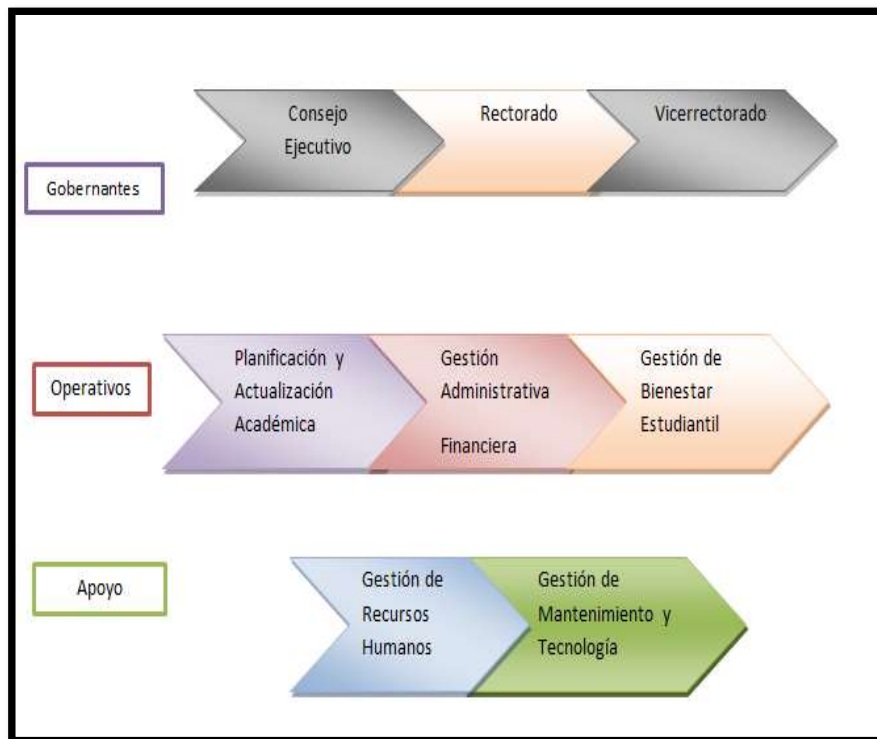 Gobernantes
Consejo
Ejecutivo
Rectorado
Vicerrectorado
Operativos
Planificación y
Actualización
Académica
Gestión
Administrativa
Financiera
Gestión de
Bienestar
Estudiantil
Apoyo
Gestión de
Recursos
Humanos
Gestión de
Mantenimiento y
Tecnología